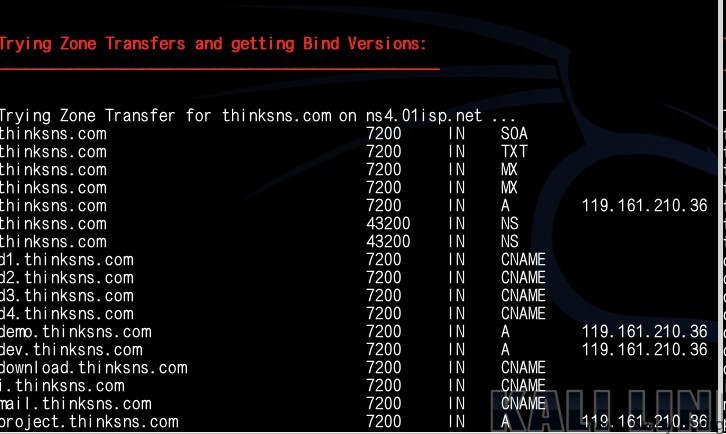 Trying Zone Transfers and getting Bind Versions:
Trying Zone Transfer for thinksns.com on ns4.01isp.net ...
thinksns.com 7200 IN SOA
thinksns.com 7200 IN TXT
thinksns.com 7200 IN MX
thinksns.com 7200 IN MX
thinksns.com 7200 IN A 119.161.210.36
thinksns.com 43200 IN NS
thinksns.com 43200 IN NS
d1.thinksns.com 7200 IN CNAME
d2.thinksns.com 7200 IN CNAME
d3.thinksns.com 7200 IN CNAME
d4.thinksns.com 7200 IN CNAME
demo.thinksns.com 7200 IN A 119.161.210.36
dev.thinksns.com 7200 IN A 119.161.210.36
download.thinksns.com 7200 IN CNAME
i.thinksns.com 7200 IN CNAME
mail.thinksns.com 7200 IN CNAME
project.thinksns.com 7200 IN A 119.161.210.36
KALI LIN